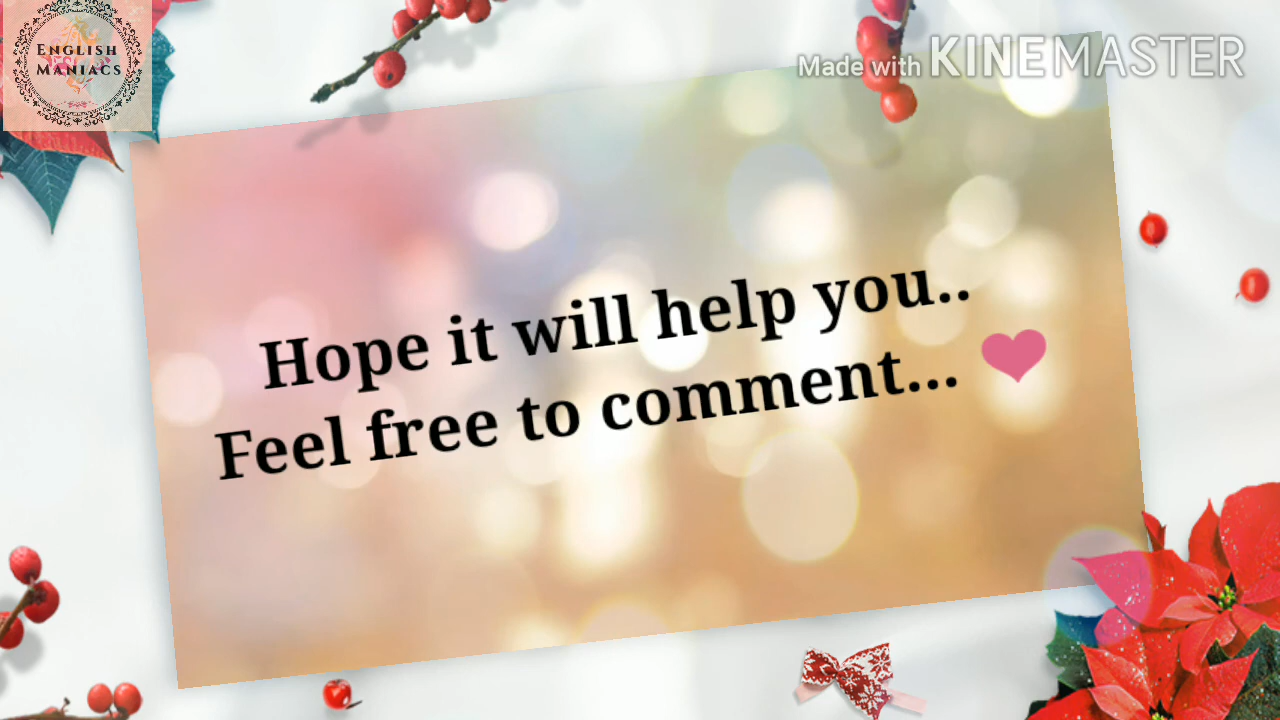 ENGLISH
MANIACS
Made with KINEMASTER
Hope it will help you..
Feel free to comment...